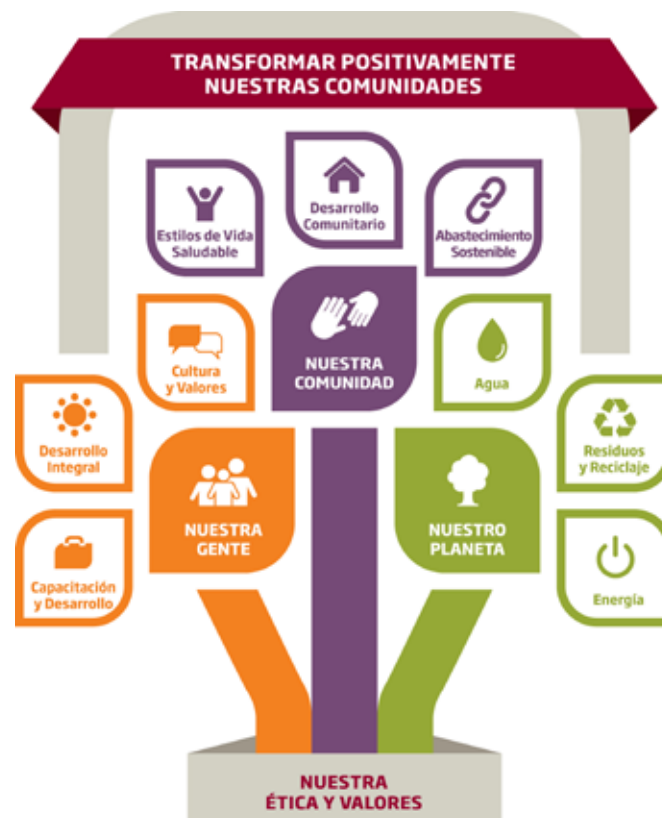 TRANSFORMAR POSITIVAMENTE
NUESTRAS COMUNIDADES
Estilos de Vida
Saludable
Desarrollo
Comunitario
Abastecimiento
Sostenible
Cultura
y Valores
NUESTRA
COMUNIDAD
Agua
Desarrollo
Integral
Residuos
y Reciclaje
NUESTRA
GENTE
NUESTRO
PLANETA
Capacitación
y Desarrollo
Energía
NUESTRA
ÉTICA Y VALORES